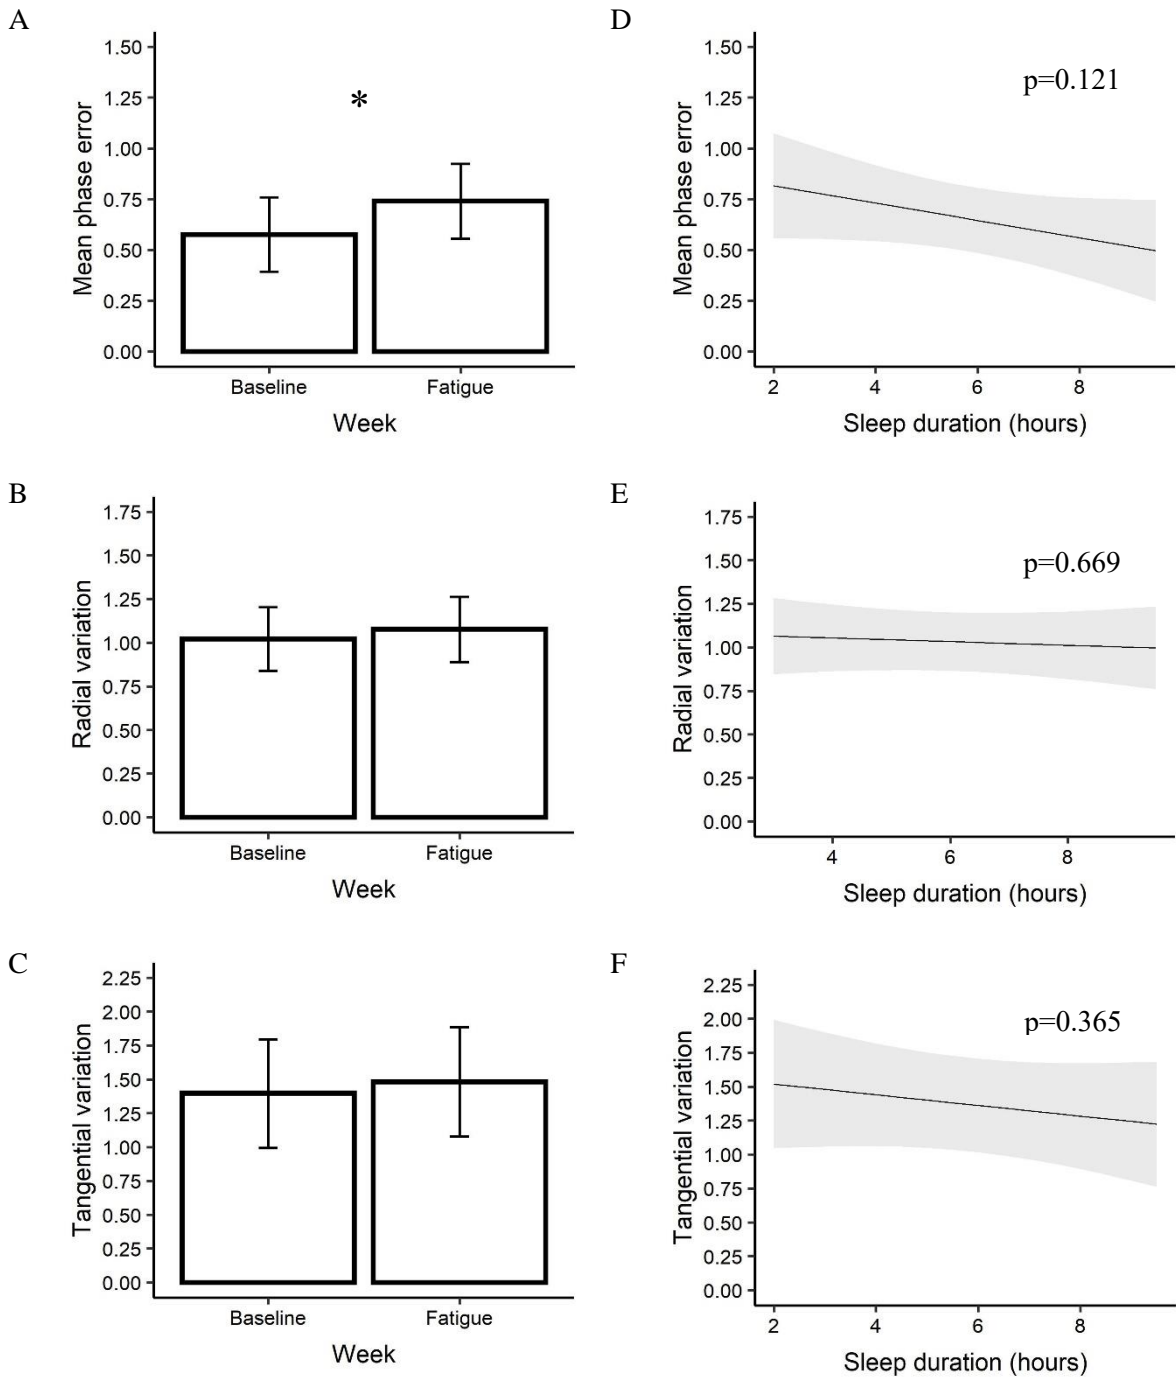 A
Mean phase error
1.50
1.25
1.00
0.75
0.50
0.25
0.00
*
Baseline
Fatigue
Week
D
Mean phase error
1.50
1.25
1.00
0.75
0.50
0.25
0.00
p=0.121
2
4
6
8
Sleep duration (hours)
B
Radial variation
1.75
1.50
1.25
1.00
0.75
0.50
0.25
0.00
Baseline
Fatigue
Week
E
Radial variation
1.75
1.50
1.25
1.00
0.75
0.50
0.25
0.00
p=0.669
4
6
8
Sleep duration (hours)
C
Tangential variation
2.25
2.00
1.75
1.50
1.25
1.00
0.75
0.50
0.25
0.00
Baseline
Fatigue
Week
F
Tangential variation
2.25
2.00
1.75
1.50
1.25
1.00
0.75
0.50
0.25
0.00
p=0.365
2
4
6
8
Sleep duration (hours)